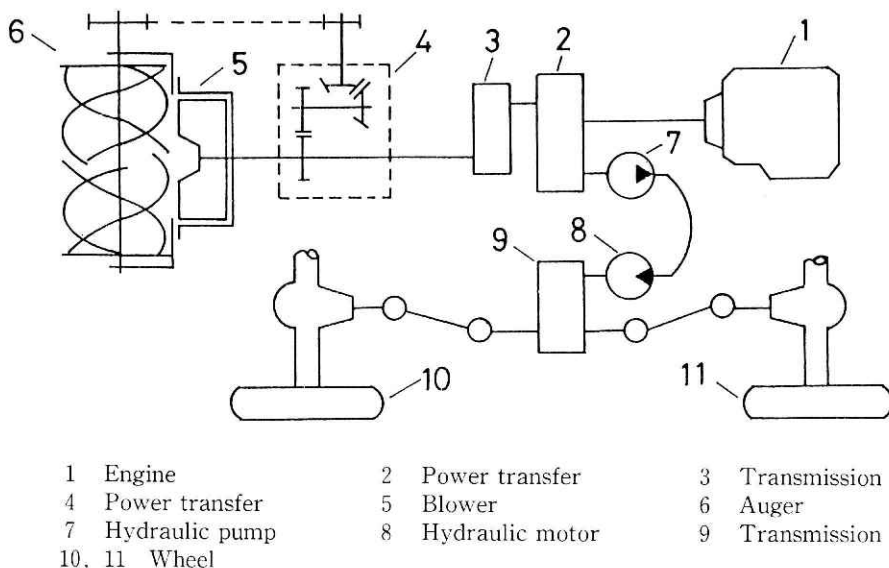 6
5
4
3
2
1
7
8
9
10
11
1 Engine 2 Power transfer 3 Transmission
4 Power transfer 5 Blower 6 Auger
7 Hydraulic pump 8 Hydraulic motor 9 Transmission
10, 11 Wheel